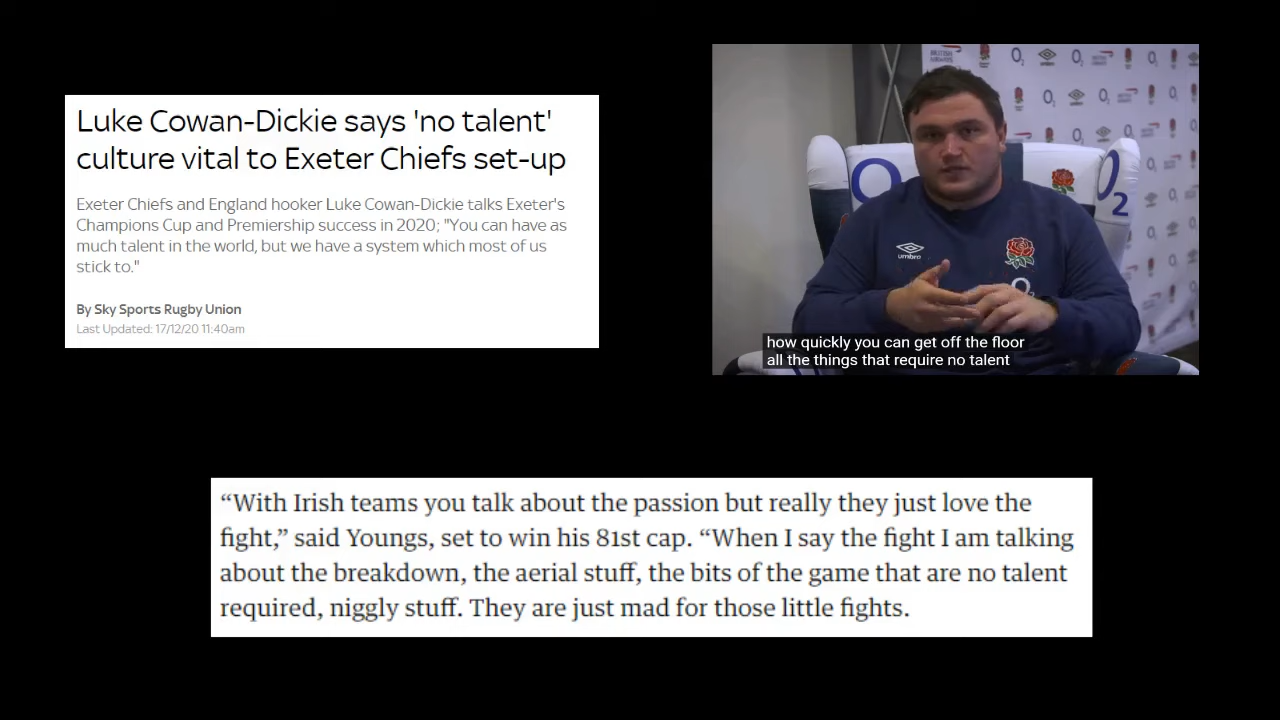 Luke Cowan-Dickie says 'no talent'
culture vital to Exeter Chiefs set-up
Exeter Chiefs and England hooker Luke Cowan-Dickie talks Exeter's
Champions Cup and Premiership success in 2020; "You can have as
much talent in the world, but we have a system which most of us
stick to."
By Sky Sports Rugby Union
Last Updated: 17/12/20 11:40am
O2
umbro
O2
how quickly you can get off the floor
all the things that require no talent
“With Irish teams you talk about the passion but really they just love the
fight,” said Youngs, set to win his 81st cap. “When I say the fight I am talking
about the breakdown, the aerial stuff, the bits of the game that are no talent
required, niggly stuff. They are just mad for those little fights.